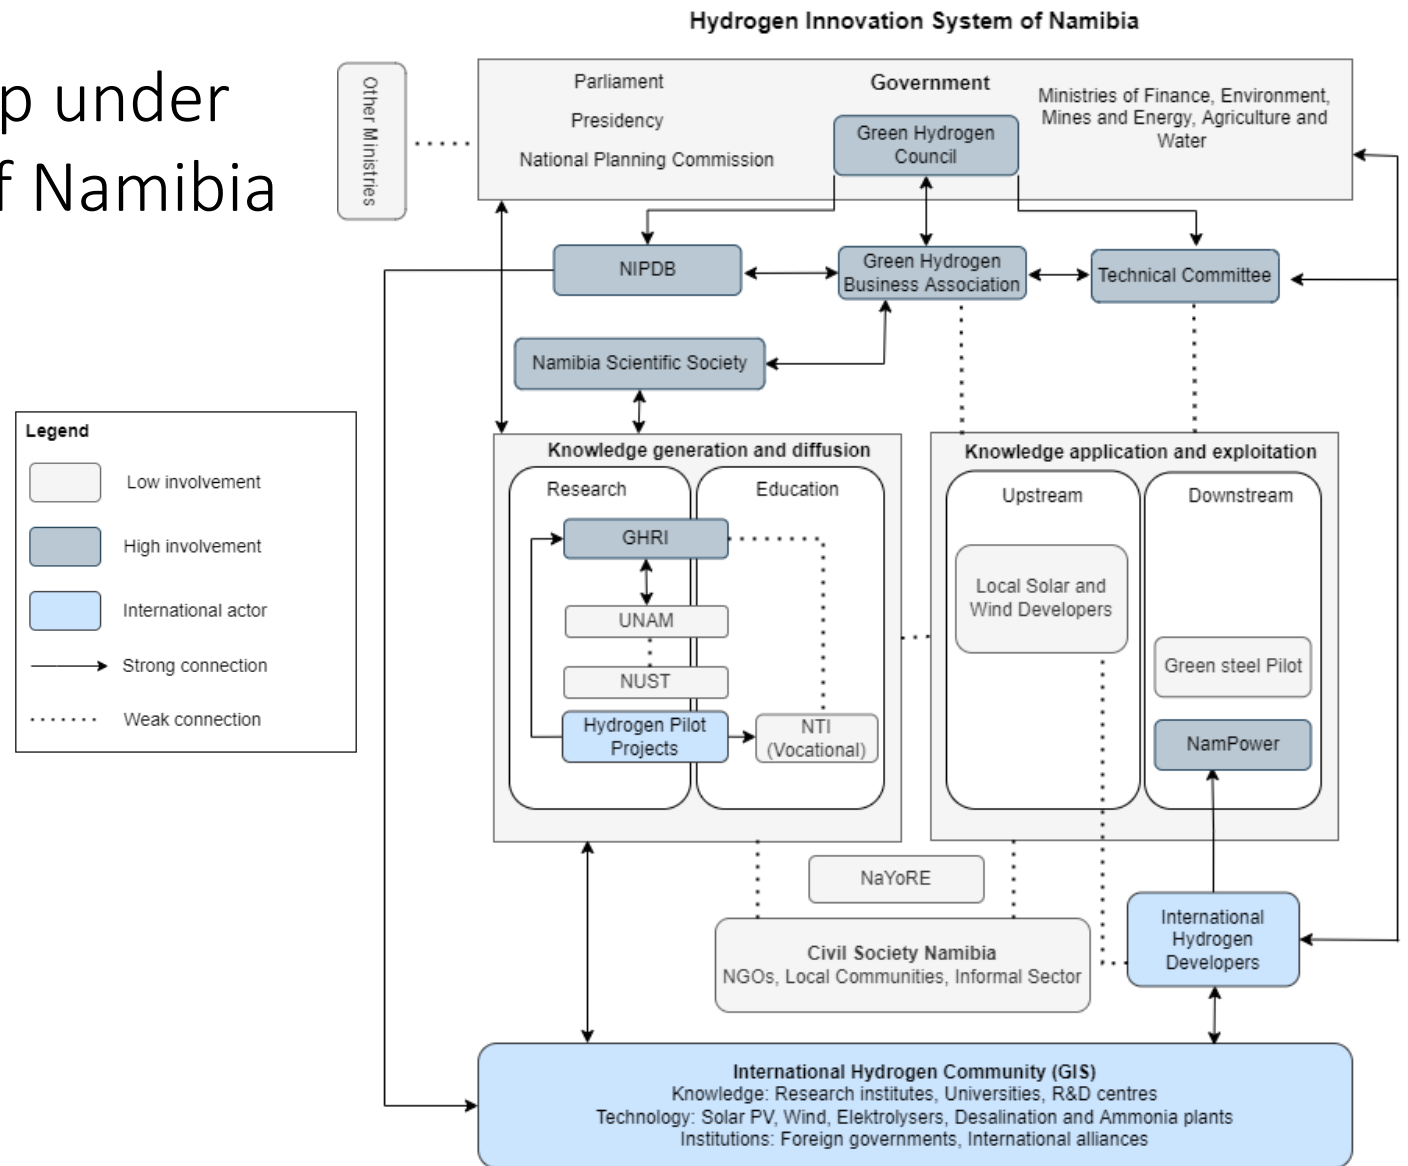 Hydrogen Innovation System of Namibia
p under
f Namibia
Other Ministries
Parliament
Presidency
National Planning Commission
Government
Green Hydrogen
Council
Ministries of Finance, Environment,
Mines and Energy, Agriculture and
Water
NIPDB
Green Hydrogen
Business Association
Technical Committee
Namibia Scientific Society
Legend
Low involvement
High involvement
International actor
Strong connection
Weak connection
Knowledge generation and diffusion
Research
Education
GHRI
UNAM
NUST
Hydrogen Pilot
Projects
NTI
(Vocational)
Knowledge application and exploitation
Upstream
Downstream
Local Solar and
Wind Developers
Green steel Pilot
NamPower
NaYoRE
Civil Society Namibia
NGOs, Local Communities, Informal Sector
International
Hydrogen
Developers
International Hydrogen Community (GIS)
Knowledge: Research institutes, Universities, R&D centres
Technology: Solar PV, Wind, Elektrolysers, Desalination and Ammonia plants
Institutions: Foreign governments, International alliances